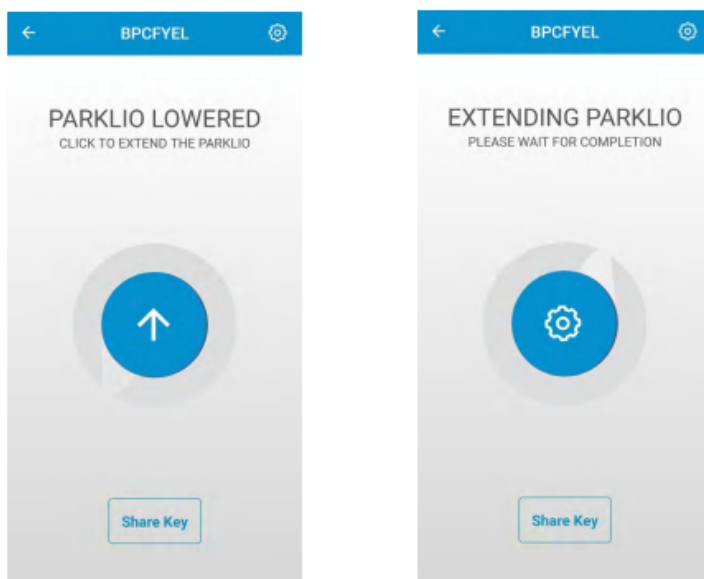 BPCFYEL
PARKLIO LOWERED
CLICK TO EXTEND THE PARKLIO
Share Key
BPCFYEL
EXTENDING PARKLIO
PLEASE WAIT FOR COMPLETION
Share Key